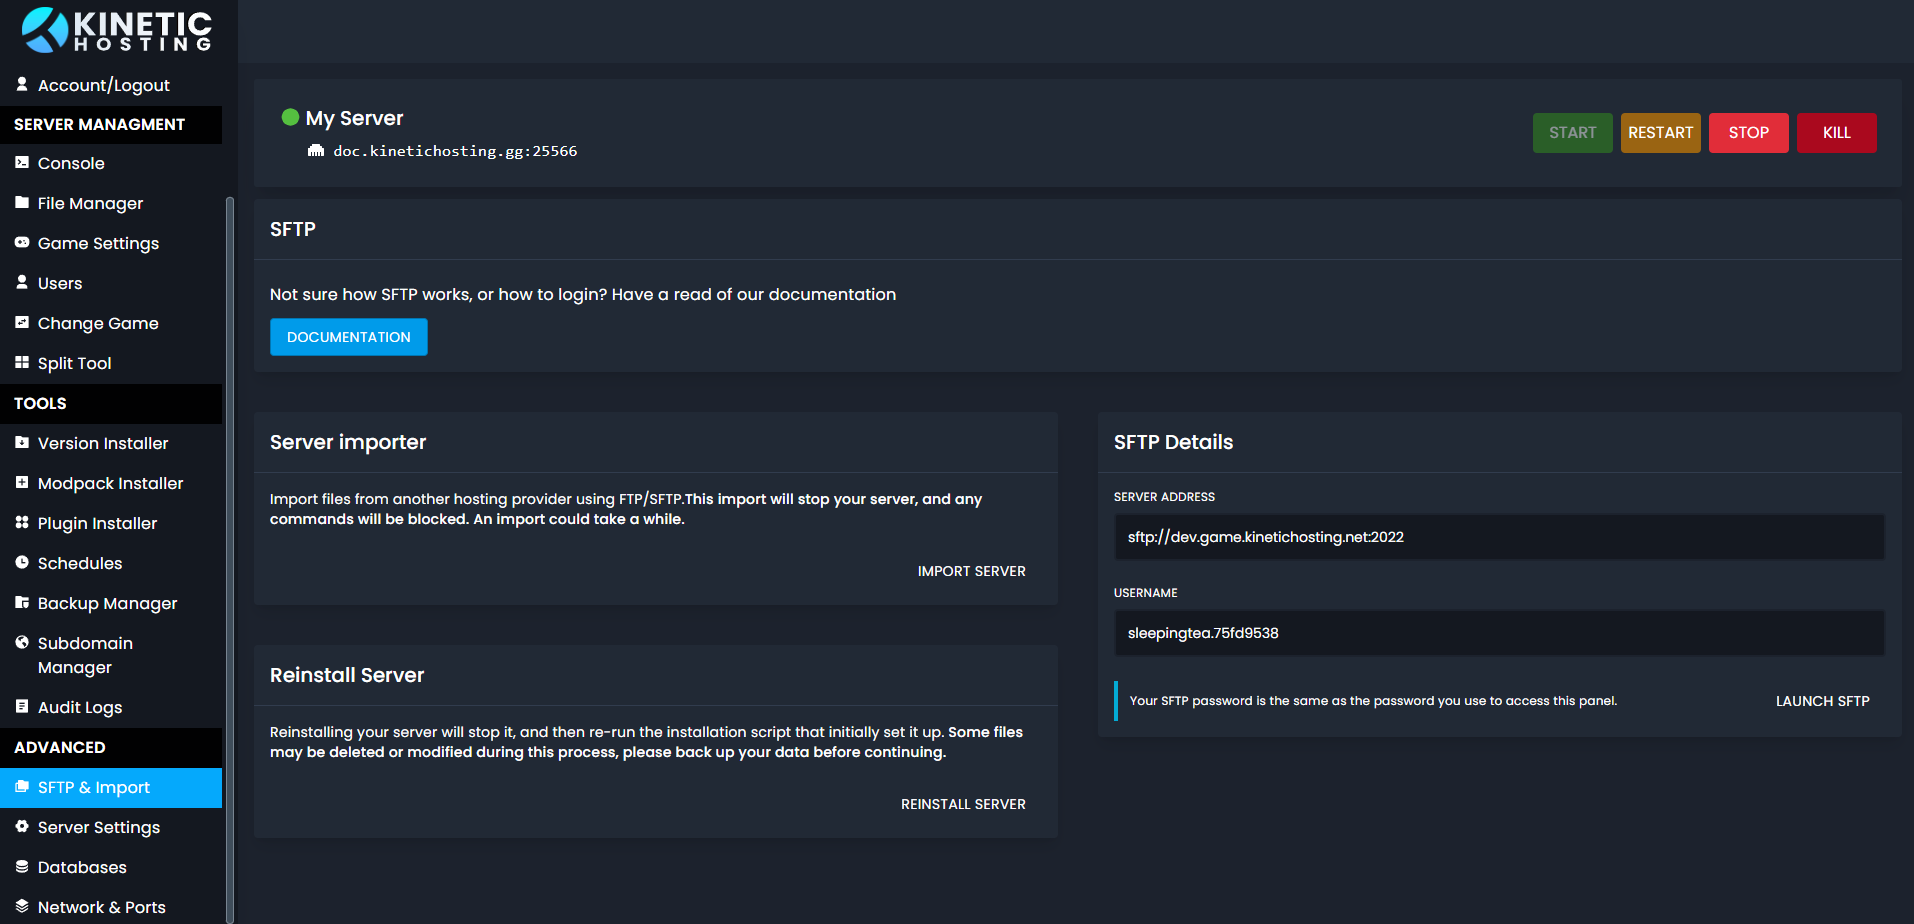 KINETIC
HOSTING
Account/Logout
SERVER MANAGMENT
Console
File Manager
Game Settings
Users
Change Game
Split Tool
TOOLS
Version Installer
Modpack Installer
Plugin Installer
Schedules
Backup Manager
Subdomain
Manager
Audit Logs
ADVANCED
SFTP & Import
Server Settings
Databases
Network & Ports
My Server
doc.kinetichosting.gg:25566
START
RESTART
STOP
KILL
SFTP
Not sure how SFTP works, or how to login? Have a read of our documentation
DOCUMENTATION
Server importer
Import files from another hosting provider using FTP/SFTP.This import will stop your server, and any
commands will be blocked. An import could take a while.
IMPORT SERVER
Reinstall Server
Reinstalling your server will stop it, and then re-run the installation script that initially set it up. Some files
may be deleted or modified during this process, please back up your data before continuing.
REINSTALL SERVER
SFTP Details
SERVER ADDRESS
sftp://dev.game.kinetichosting.net:2022
USERNAME
sleepingtea.75fd9538
Your SFTP password is the same as the password you use to access this panel.
LAUNCH SFTP